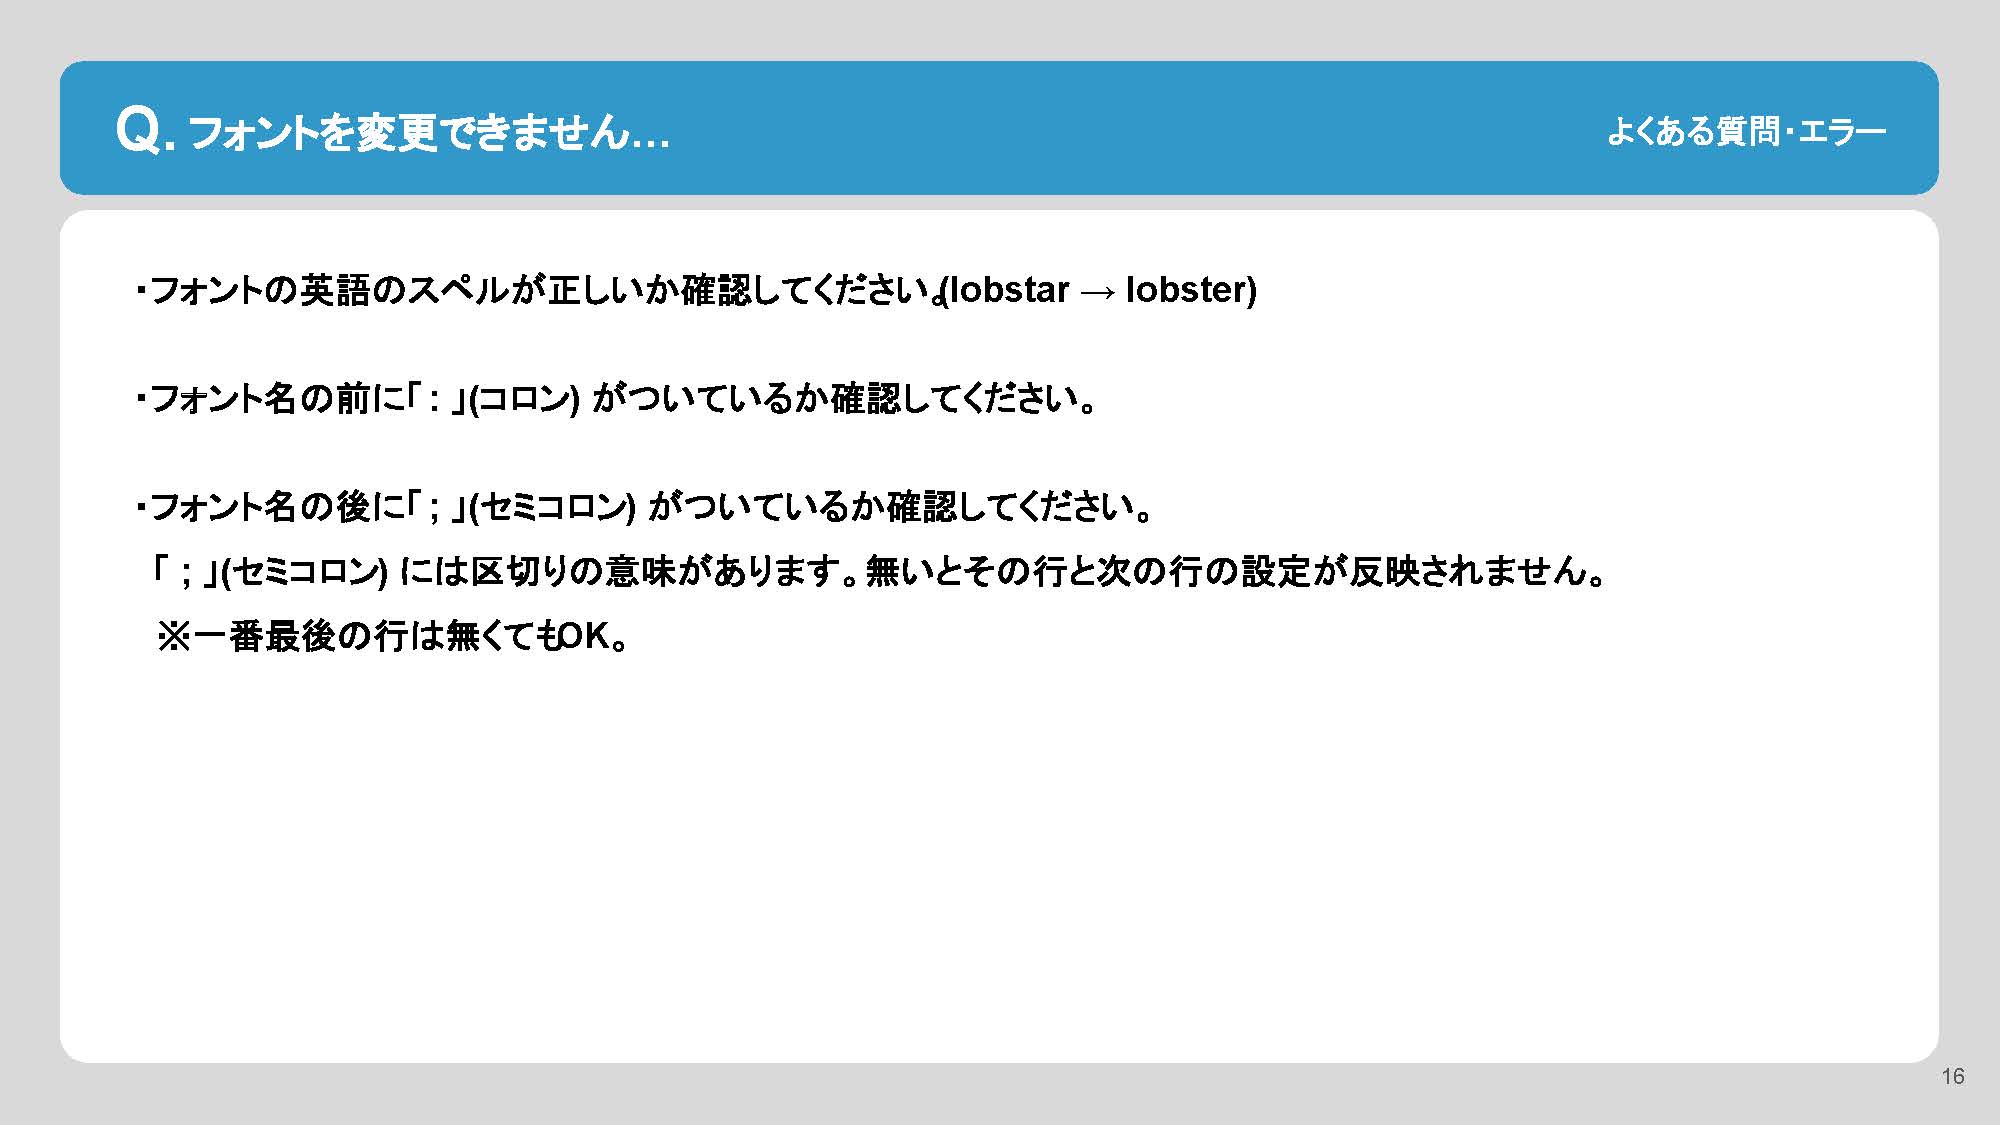 Q. フォントを変更できません…
よくある質問・エラー
・フォントの英語のスペルが正しいか確認してください。(lobstar → lobster)
・フォント名の前に「 : 」(コロン) がついているか確認してください。
・フォント名の後に「 ; 」(セミコロン) がついているか確認してください。
「 ; 」(セミコロン) には区切りの意味があります。無いとその行と次の行の設定が反映されません。
※一番最後の行は無くてもOK。
16